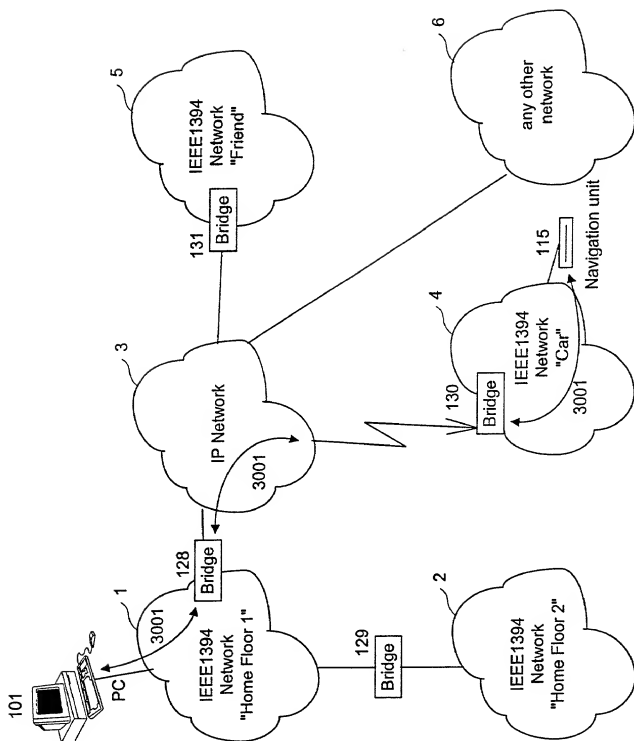 101
PC
3001
1
IEEE1394
Network
"Home Floor 1"
128
Bridge
129
Bridge
2
IEEE1394
Network
"Home Floor 2"
3
IP Network
3001
131
Bridge
5
IEEE1394
Network
"Friend"
130
Bridge
4
IEEE1394
Network
"Car"
3001
115
Navigation unit
6
any other
network